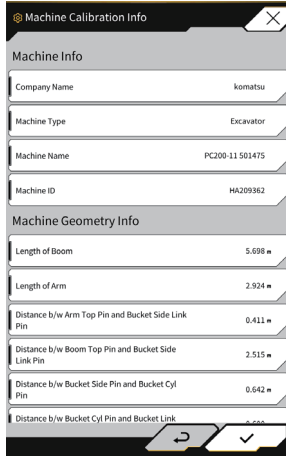 Machine Calibration Info
Machine Info
Company Name komatsu
Machine Type Excavator
Machine Name PC200-11 501475
Machine ID HA209362
Machine Geometry Info
Length of Boom 5.698 m
Length of Arm 2.924 m
Distance b/w Arm Top Pin and Bucket Side Link
Pin 0.411 m
Distance b/w Boom Top Pin and Bucket Side
Link Pin 2.515 m
Distance b/w Bucket Side Pin and Bucket Cyl
Pin 0.642 m
Distance b/w Bucket Cyl Pin and Bucket Link